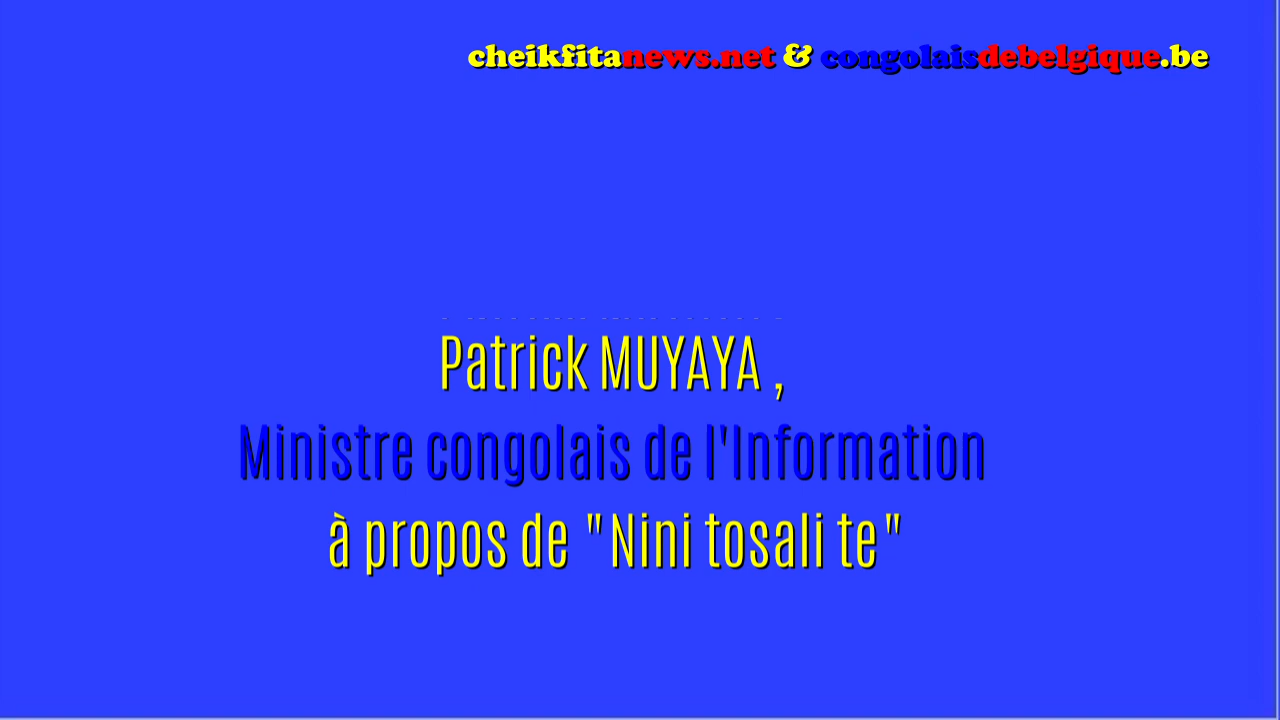 cheikfitanews.net & congolaisdebelgique.be
Patrick MUYAYA ,
Ministre congolais de l'Information
à propos de "Nini tosali te"